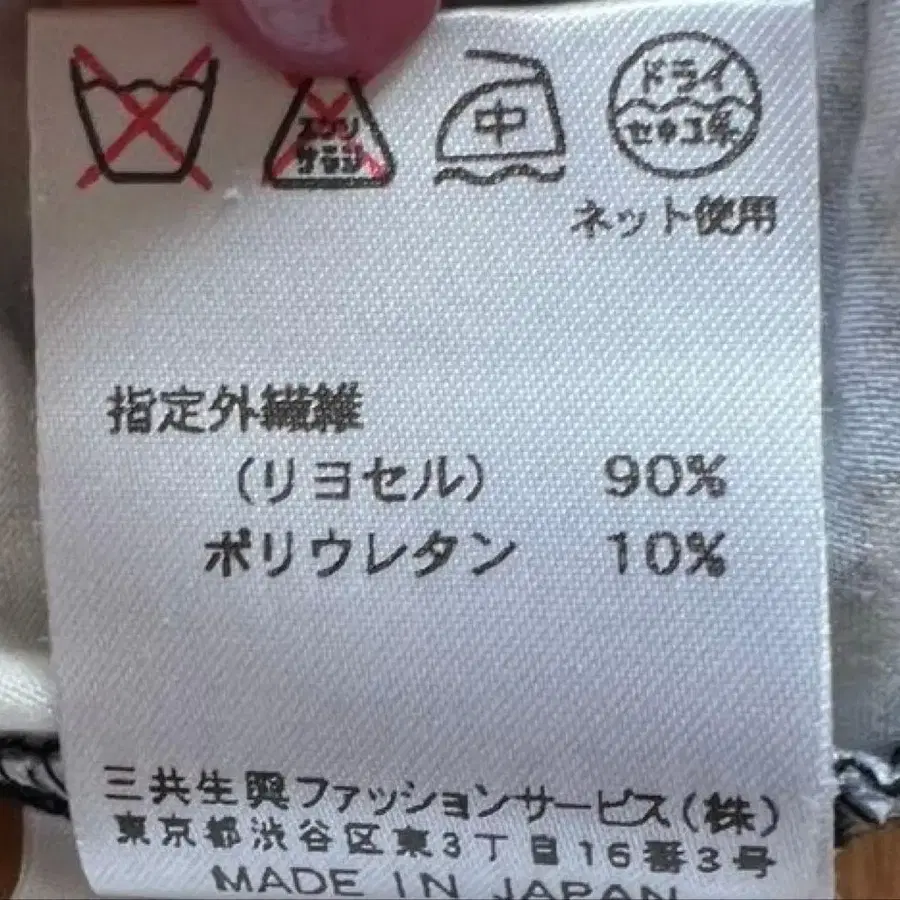 エンソ
サラシ
中
ドライ
セキユ系
ネット使用
指定外繊維
(リヨセル) 90%
ポリウレタン 10%
三共生興ファッションサービス(株)
東京都渋谷区東3丁目16番3号
MADE IN JAPAN